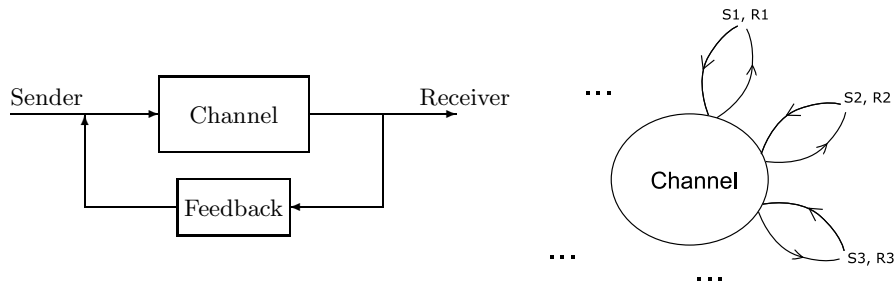 Sender
Channel
Receiver
Feedback
S1, R1
...
S2, R2
Channel
S3, R3
...
...